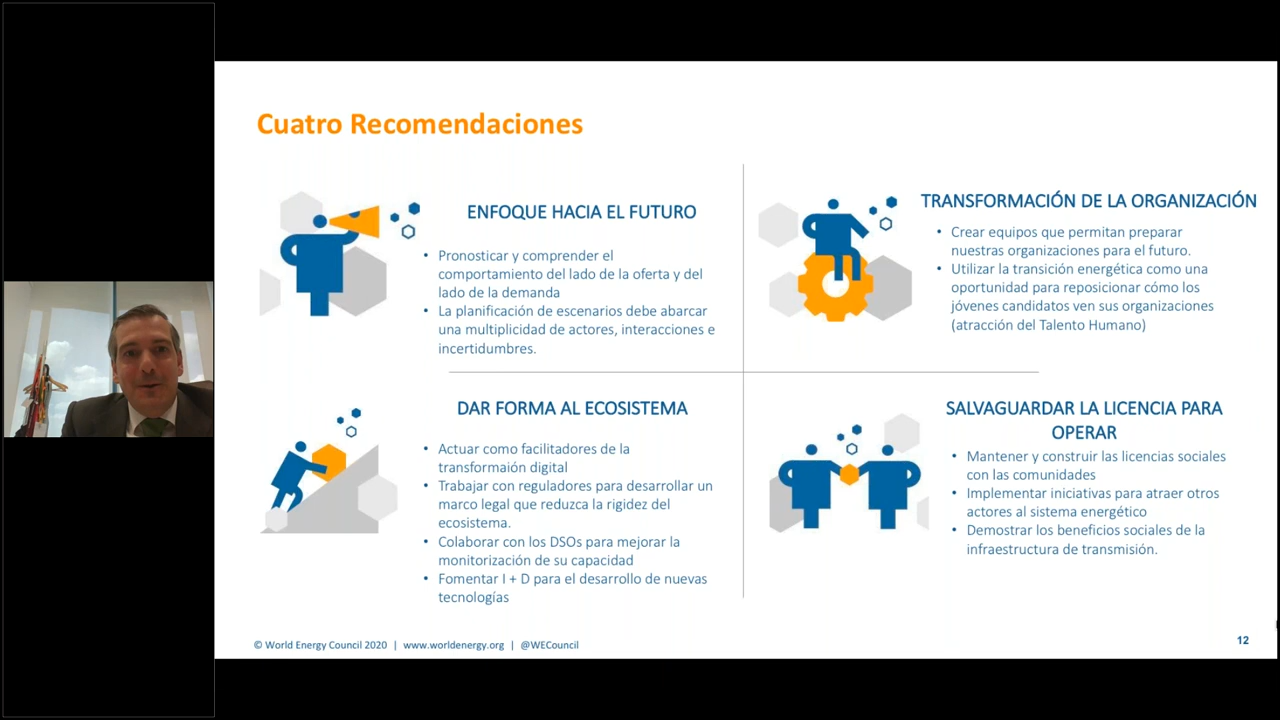 Cuatro Recomendaciones
ENFOQUE HACIA EL FUTURO
• Pronosticar y comprender el
comportamiento del lado de la oferta y del
lado de la demanda
• La planificación de escenarios debe abarcar
una multiplicidad de actores, interacciones e
incertidumbres.
TRANSFORMACIÓN DE LA ORGANIZACIÓN
• Crear equipos que permitan preparar
nuestras organizaciones para el futuro.
• Utilizar la transición energética como una
oportunidad para reposicionar cómo los
jóvenes candidatos ven sus organizaciones
(atracción del Talento Humano)
DAR FORMA AL ECOSISTEMA
• Actuar como facilitadores de la
transformaión digital
• Trabajar con reguladores para desarrollar un
marco legal que reduzca la rigidez del
ecosistema.
• Colaborar con los DSOs para mejorar la
monitorización de su capacidad
• Fomentar I + D para el desarrollo de nuevas
tecnologías
SALVAGUARDAR LA LICENCIA PARA
OPERAR
• Mantener y construir las licencias sociales
con las comunidades
• Implementar iniciativas para atraer otros
actores al sistema energético
• Demostrar los beneficios sociales de la
infraestructura de transmisión.
© World Energy Council 2020 | www.worldenergy.org | @WECouncil
12